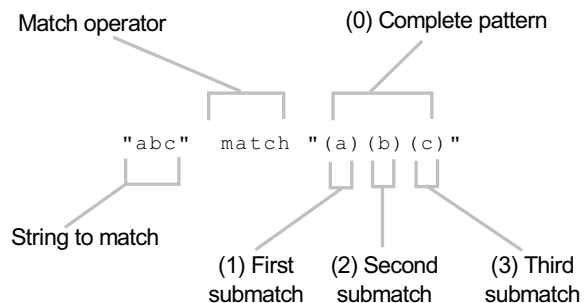 Match operator
(0) Complete pattern
"abc" match "(a)(b)(c)"
String to match
(1) First submatch
(2) Second submatch
(3) Third submatch